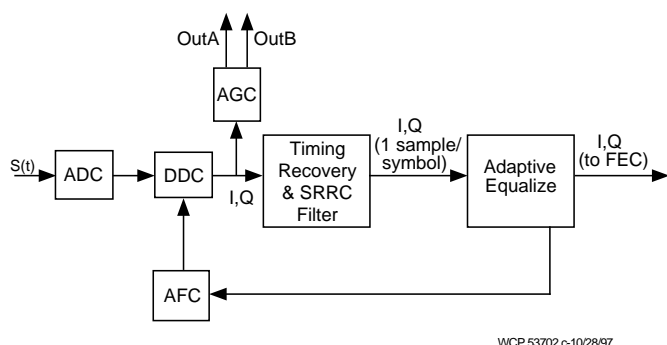 OutA
OutB
AGC
S(t)
ADC
DDC
I,Q
Timing
Recovery
& SRRC
Filter
I,Q
(1 sample/
symbol)
Adaptive
Equalize
I,Q
(to FEC)
AFC
WCP 53702.c-10/28/97